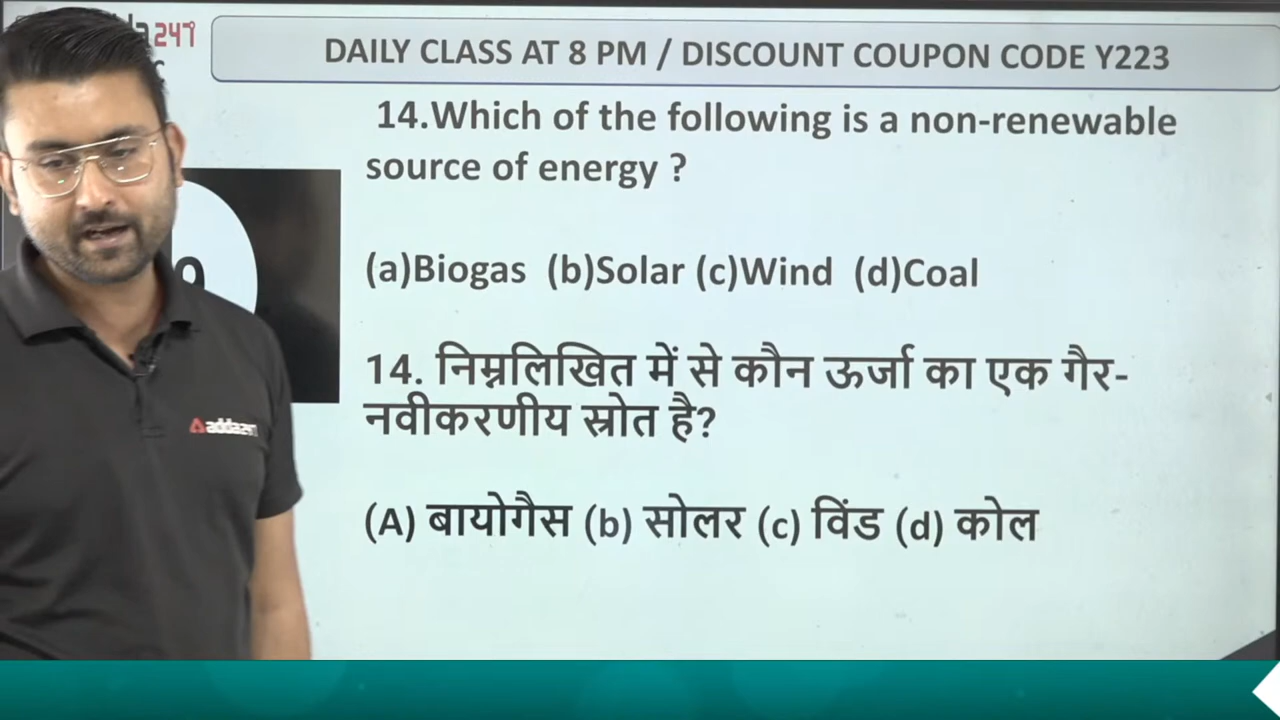 247
DAILY CLASS AT 8 PM / DISCOUNT COUPON CODE Y223
14.Which of the following is a non-renewable
source of energy ?
(a)Biogas (b)Solar (c)Wind (d)Coal
14. निम्नलिखित में से कौन ऊर्जा का एक गैर-
नवीकरणीय स्रोत है?
(A) बायोगैस (b) सोलर (c) विंड (d) कोल